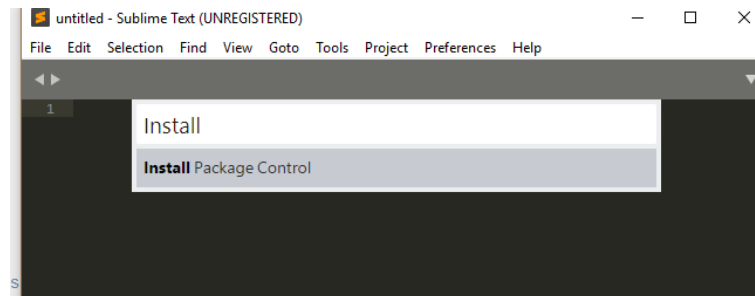 untitled - Sublime Text (UNREGISTERED)
File Edit Selection Find View Goto Tools Project Preferences Help
1
Install
Install Package Control
s